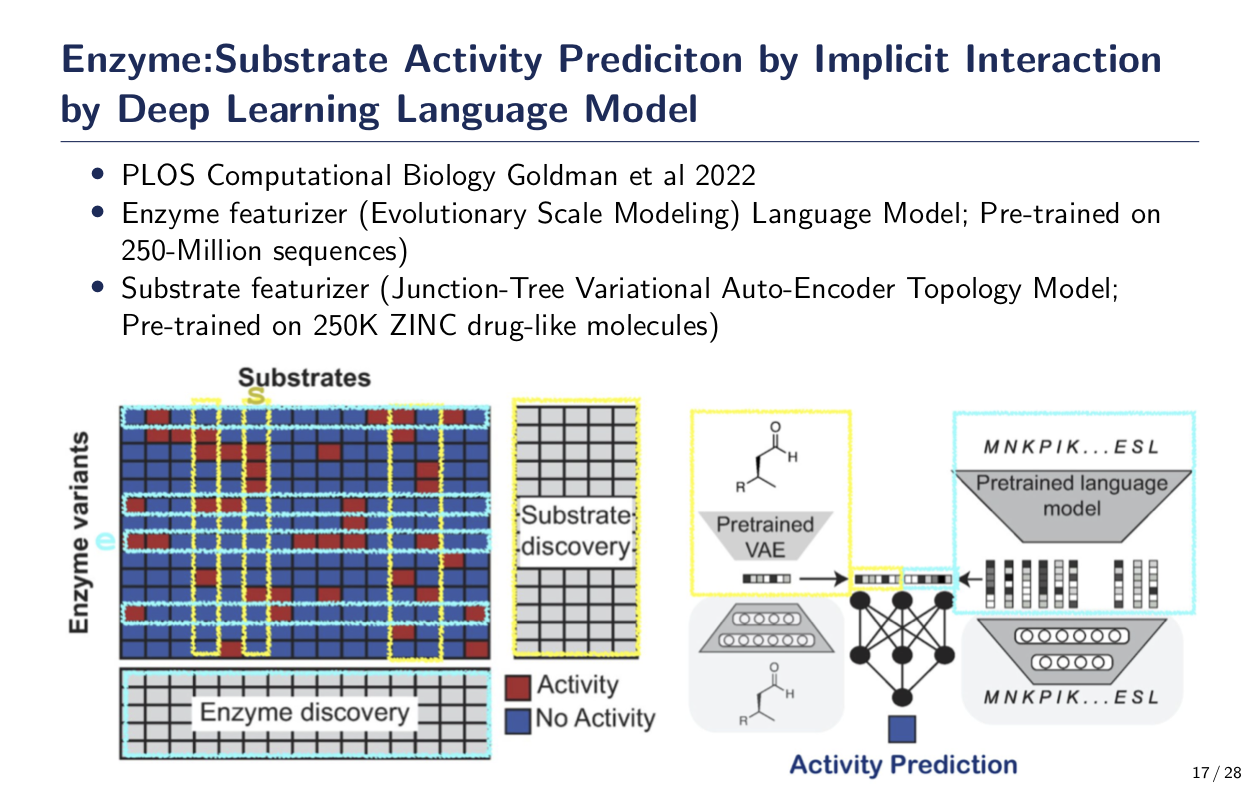 Enzyme:Substrate Activity Prediciton by Implicit Interaction
by Deep Learning Language Model
• PLOS Computational Biology Goldman et al 2022
• Enzyme featurizer (Evolutionary Scale Modeling) Language Model; Pre-trained on
250-Million sequences)
• Substrate featurizer (Junction-Tree Variational Auto-Encoder Topology Model;
Pre-trained on 250K ZINC drug-like molecules)
Substrates
s
Enzyme variants
e
Substrate
discovery
Enzyme discovery
Activity
No Activity
O
H
R
Pretrained
VAE
MNKPIK...ESL
Pretrained language
model
O
H
R
MNKPIK...ESL
Activity Prediction
17 / 28